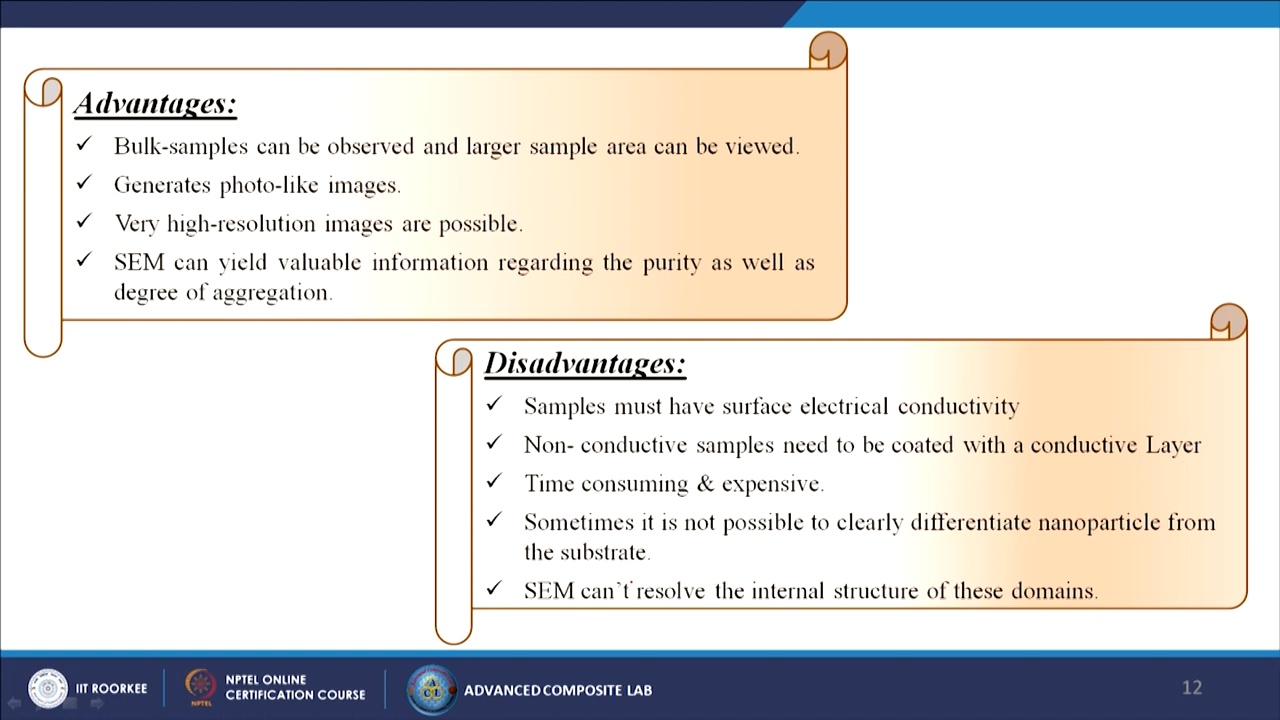 Advantages:
✓ Bulk-samples can be observed and larger sample area can be viewed.
✓ Generates photo-like images.
✓ Very high-resolution images are possible.
✓ SEM can yield valuable information regarding the purity as well as
degree of aggregation.
Disadvantages:
✓ Samples must have surface electrical conductivity
✓ Non- conductive samples need to be coated with a conductive Layer
✓ Time consuming & expensive.
✓ Sometimes it is not possible to clearly differentiate nanoparticle from
the substrate.
✓ SEM can't resolve the internal structure of these domains.
IIT ROORKEE
NPTEL
NPTEL ONLINE
CERTIFICATION COURSE
ADVANCED COMPOSITE LAB
12